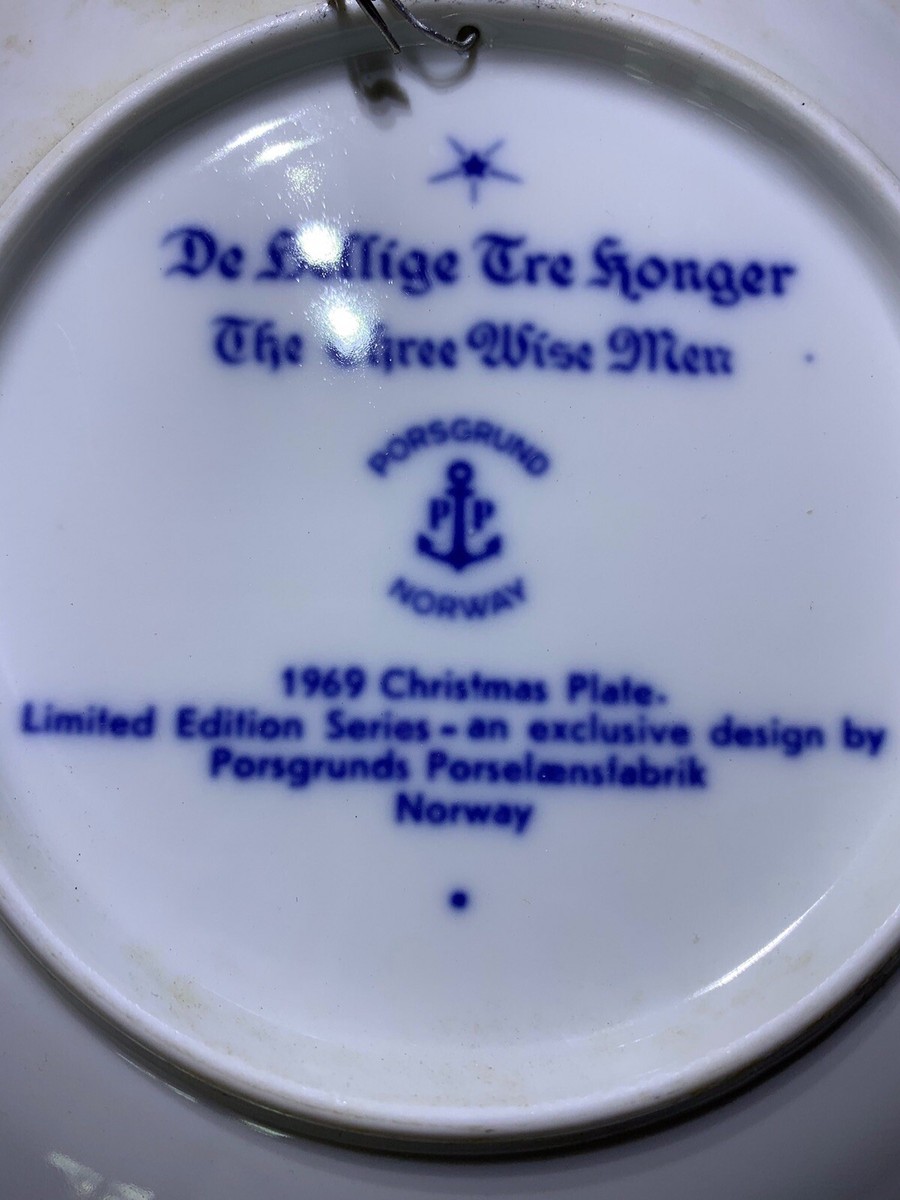 De Hellige Tre Konger
The Three Wise Men
PORSGRUND
P P
NORWAY
1969 Christmas Plate.
Limited Edition Series - an exclusive design by
Porsgrunds Porselænsfabrik
Norway